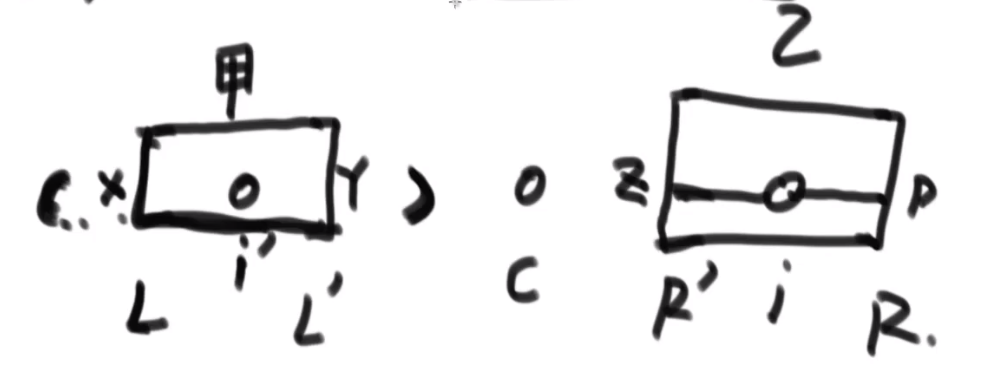 甲 乙
( X O Y ) O Z O P
L i' L' C R' i R.